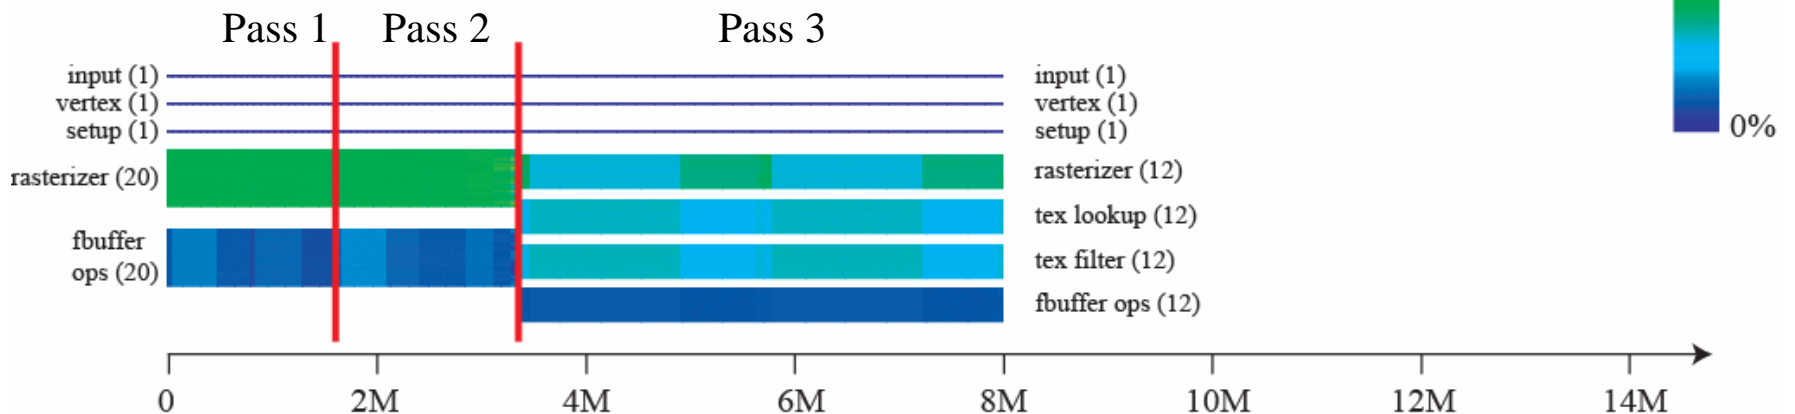 Pass 1 Pass 2 Pass 3
input (1) input (1)
vertex (1) vertex (1)
setup (1) setup (1)
0%
rasterizer (20) rasterizer (12)
tex lookup (12)
fbuffer
ops (20)
tex filter (12)
fbuffer ops (12)
0 2M 4M 6M 8M 10M 12M 14M